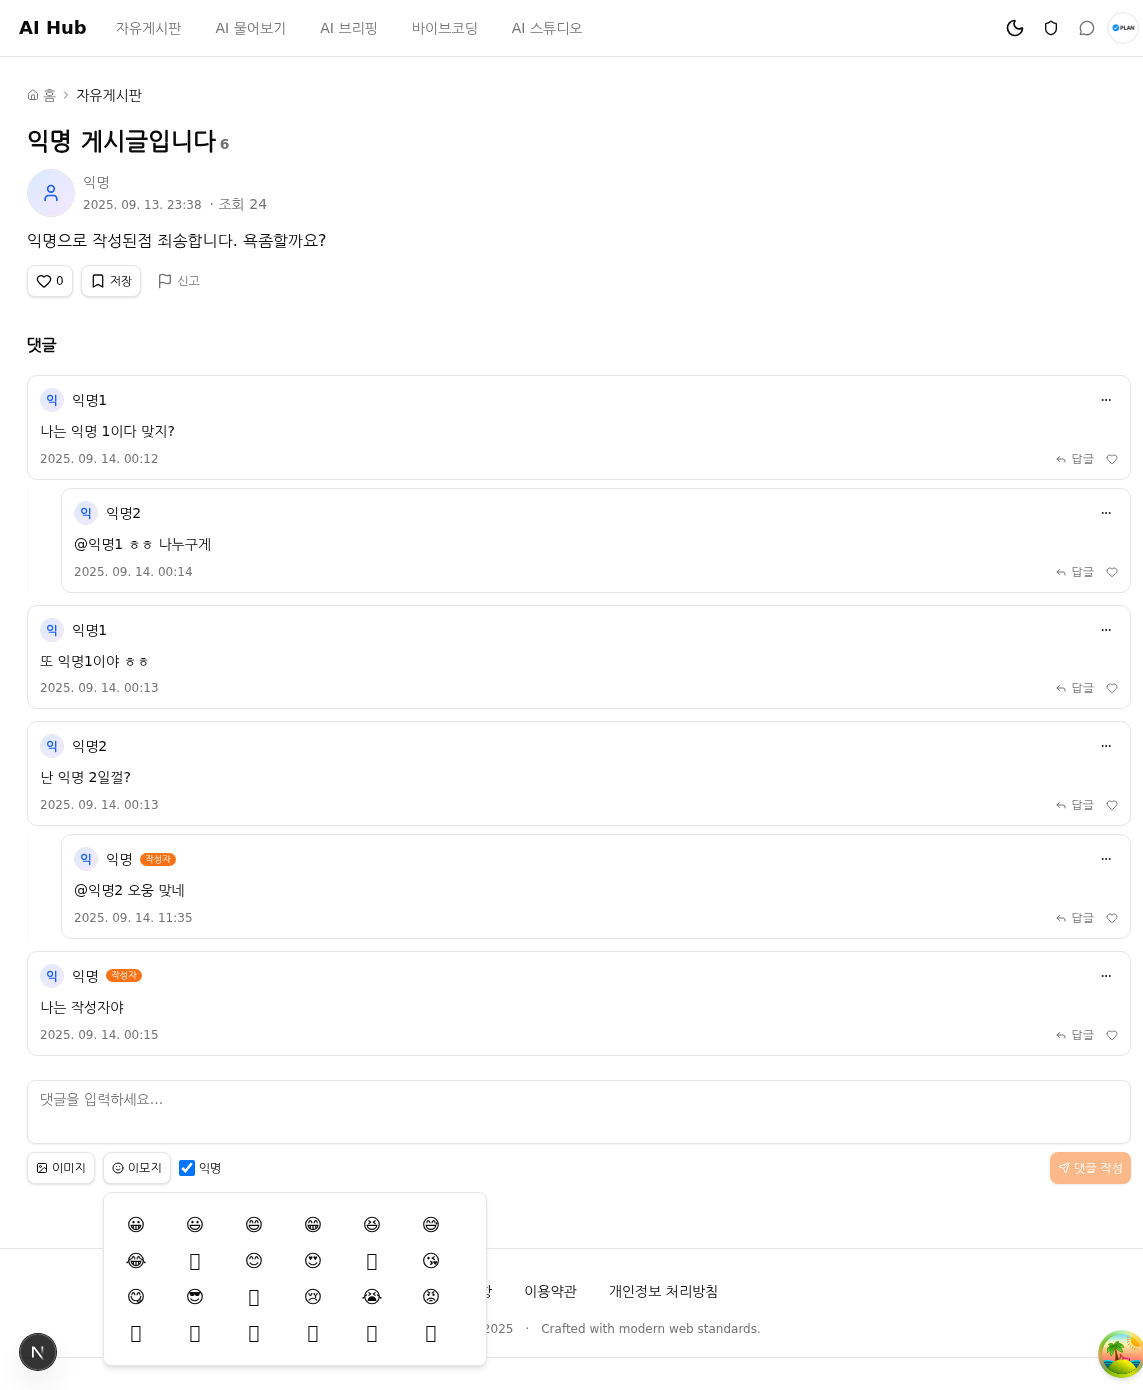 AI Hub 자유게시판 AI 물어보기 AI 브리핑 바이브코딩 AI 스튜디오
PLAN
홈 자유게시판
익명 게시글입니다 6
익명
2025. 09. 13. 23:38 · 조회 24
익명으로 작성된점 죄송합니다. 욕좀할까요?
0 저장 신고
댓글
익 익명1
나는 익명 1이다 맞지?
2025. 09. 14. 00:12 답글
익 익명2
@익명1 ㅎㅎ 나누구게
2025. 09. 14. 00:14 답글
익 익명1
또 익명1이야 ㅎㅎ
2025. 09. 14. 00:13 답글
익 익명2
난 익명 2일껄?
2025. 09. 14. 00:13 답글
익 익명 작성자
@익명2 오웅 맞네
2025. 09. 14. 11:35 답글
익 익명 작성자
나는 작성자야
2025. 09. 14. 00:15 답글
댓글을 입력하세요...
이미지 이모지 익명 댓글 작성
이용약관 개인정보 처리방침
2025 · Crafted with modern web standards.
N